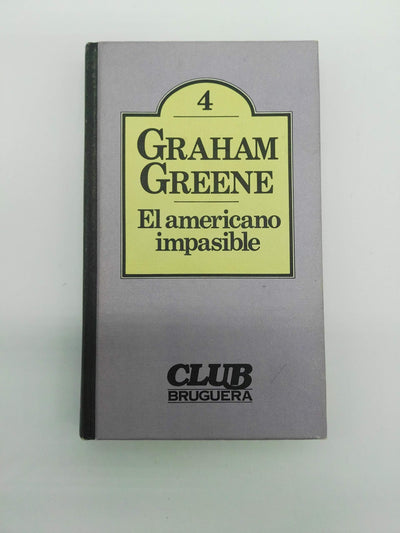 4
GRAHAM
GREENE
El americano
impasible
CLUB
BRUGUERA